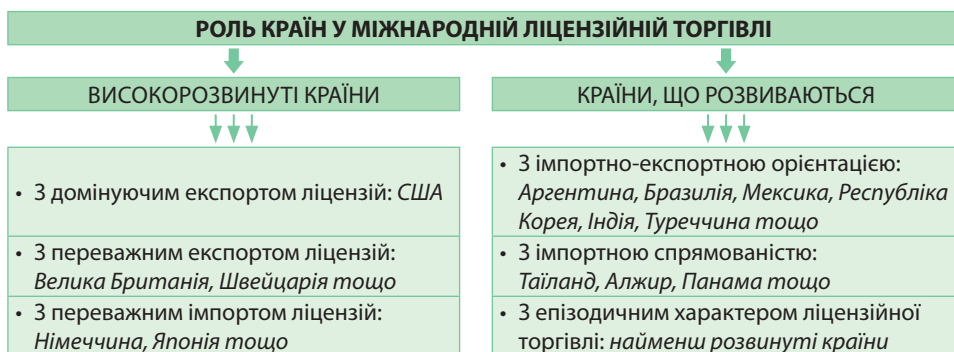 РОЛЬ КРАЇН У МІЖНАРОДНІЙ ЛІЦЕНЗІЙНІЙ ТОРГІВЛІ
ВИСОКОРОЗВИНУТІ КРАЇНИ
• З домінуючим експортом ліцензій: США
• З переважним експортом ліцензій:
Велика Британія, Швейцарія тощо
• З переважним імпортом ліцензій:
Німеччина, Японія тощо
КРАЇНИ, ЩО РОЗВИВАЮТЬСЯ
• З імпортно-експортною орієнтацією:
Аргентина, Бразилія, Мексика, Республіка
Корея, Індія, Туреччина тощо
• З імпортною спрямованістю:
Таїланд, Алжир, Панама тощо
• З епізодичним характером ліцензійної
торгівлі: найменш розвинуті країни